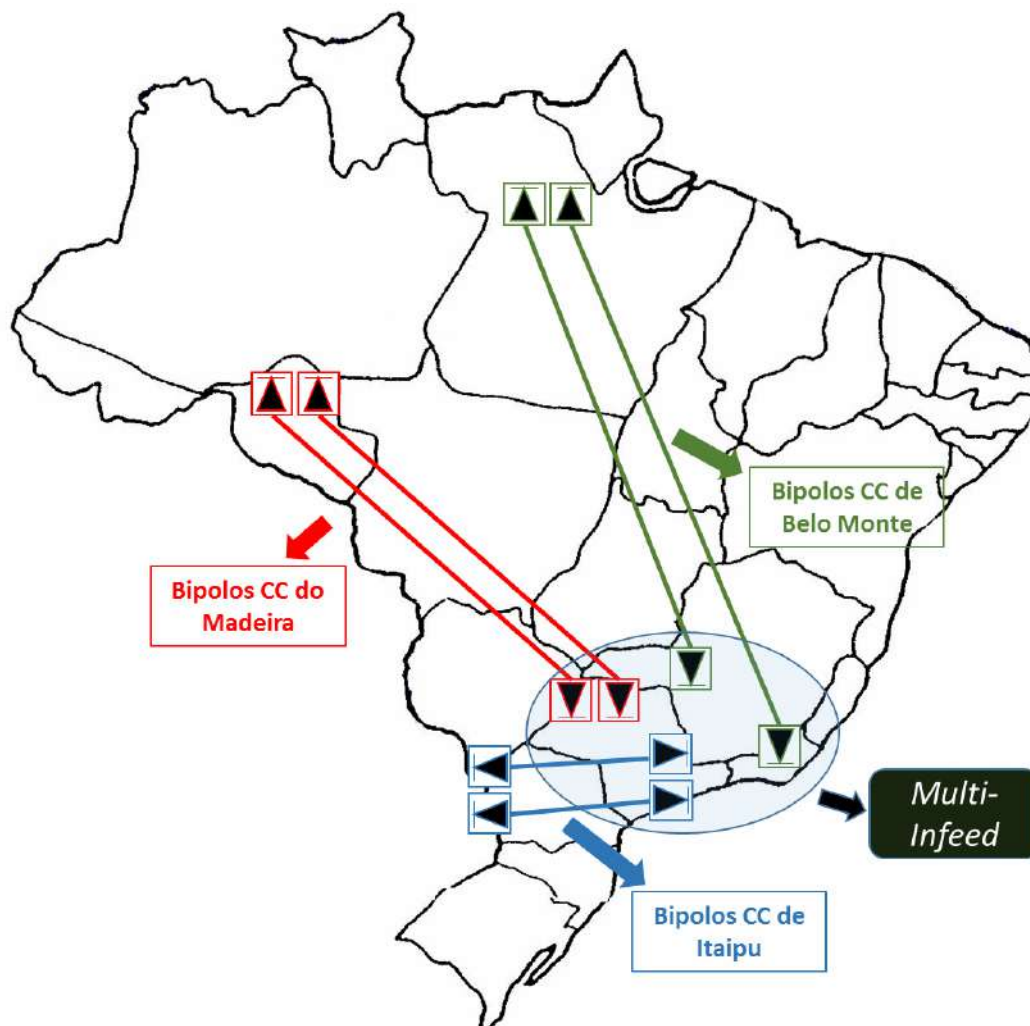 Bipolos CC de
Belo Monte
Bipolos CC do
Madeira
Multi-
Infeed
Bipolos CC de
Itaipu